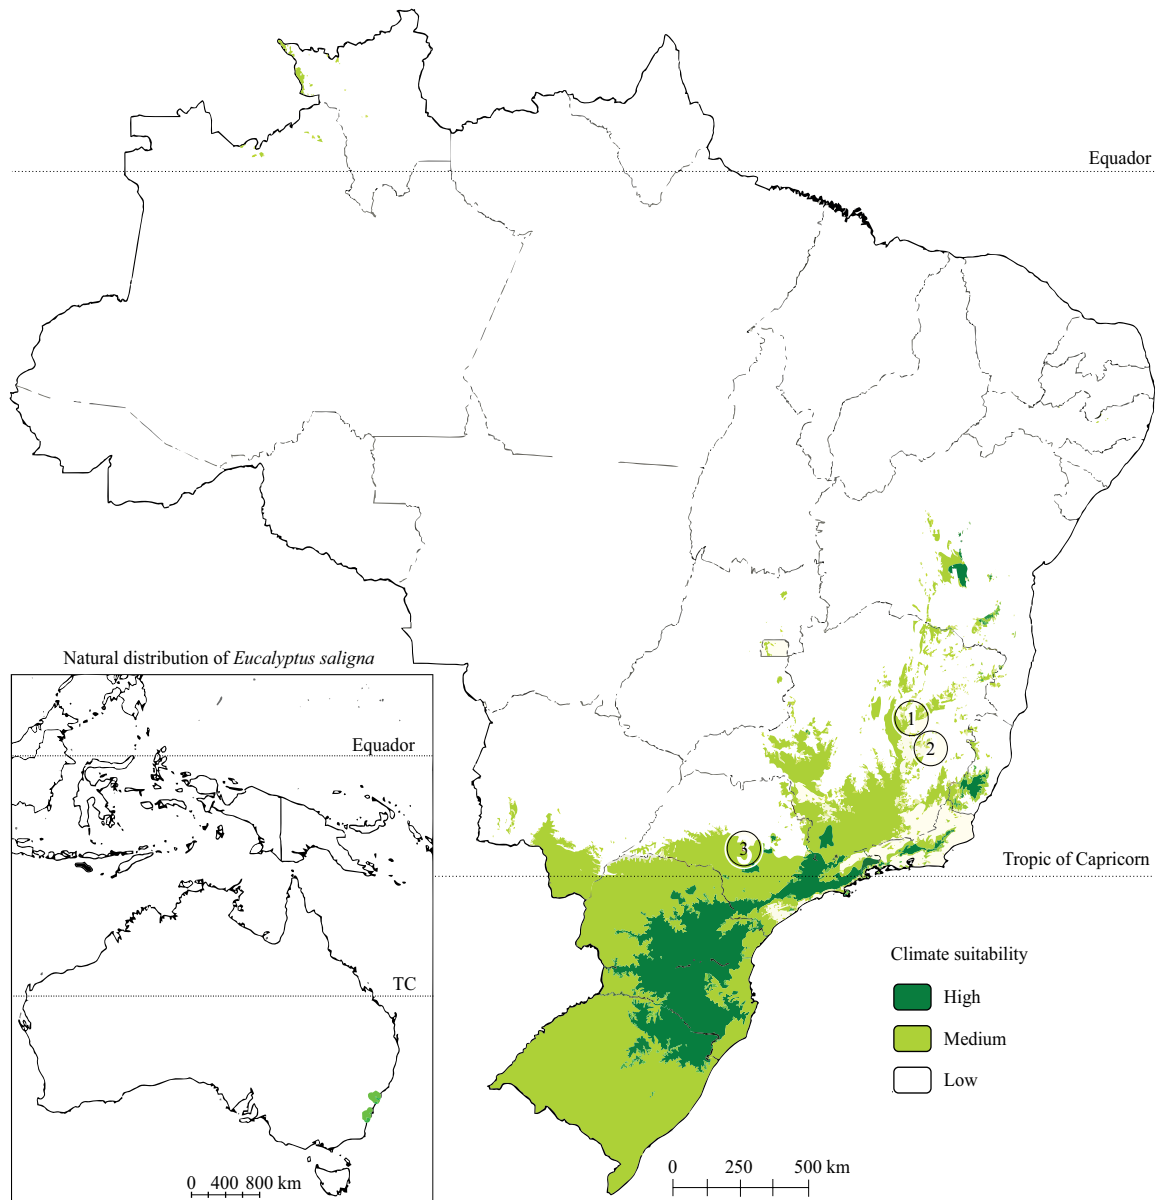 Equador
1
2
3
Tropic of Capricorn
Natural distribution of Eucalyptus saligna
Equador
TC
0 400 800 km
Climate suitability
High
Medium
Low
0 250 500 km